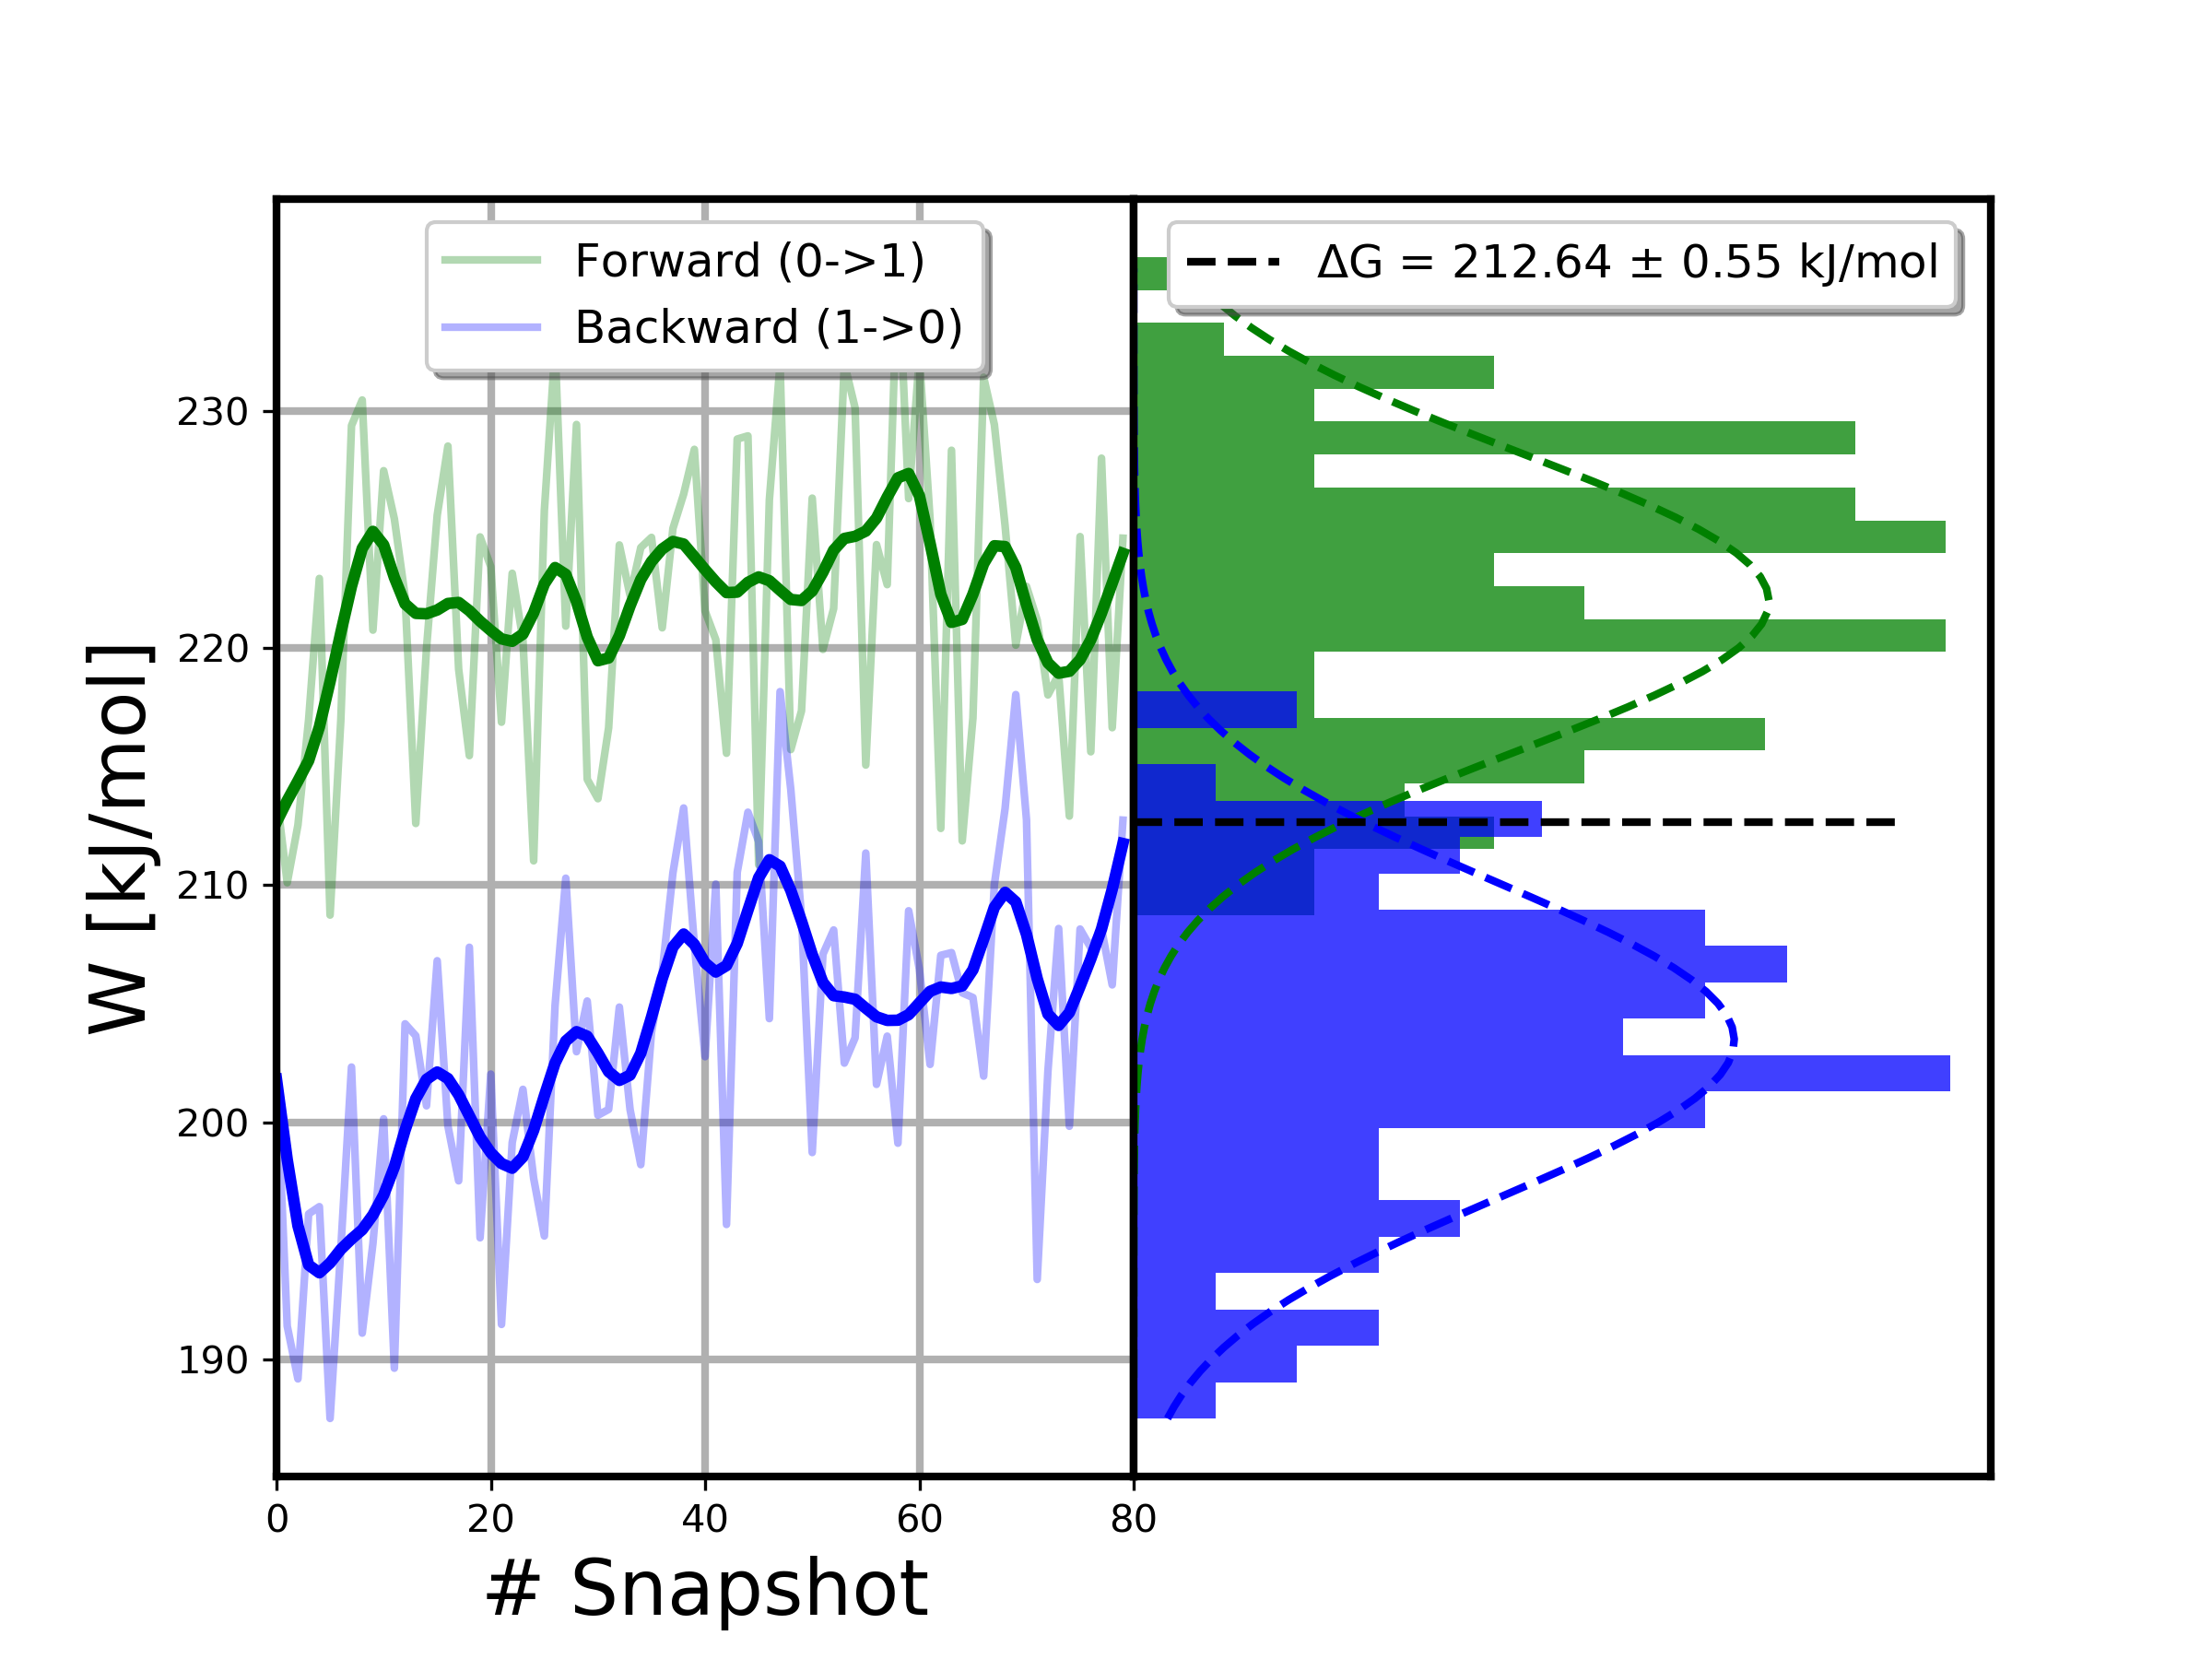 Forward (0->1)
Backward (1->0)
ΔG = 212.64 ± 0.55 kJ/mol
W [kJ/mol]
230
220
210
200
190
0 20 40 60 80
# Snapshot